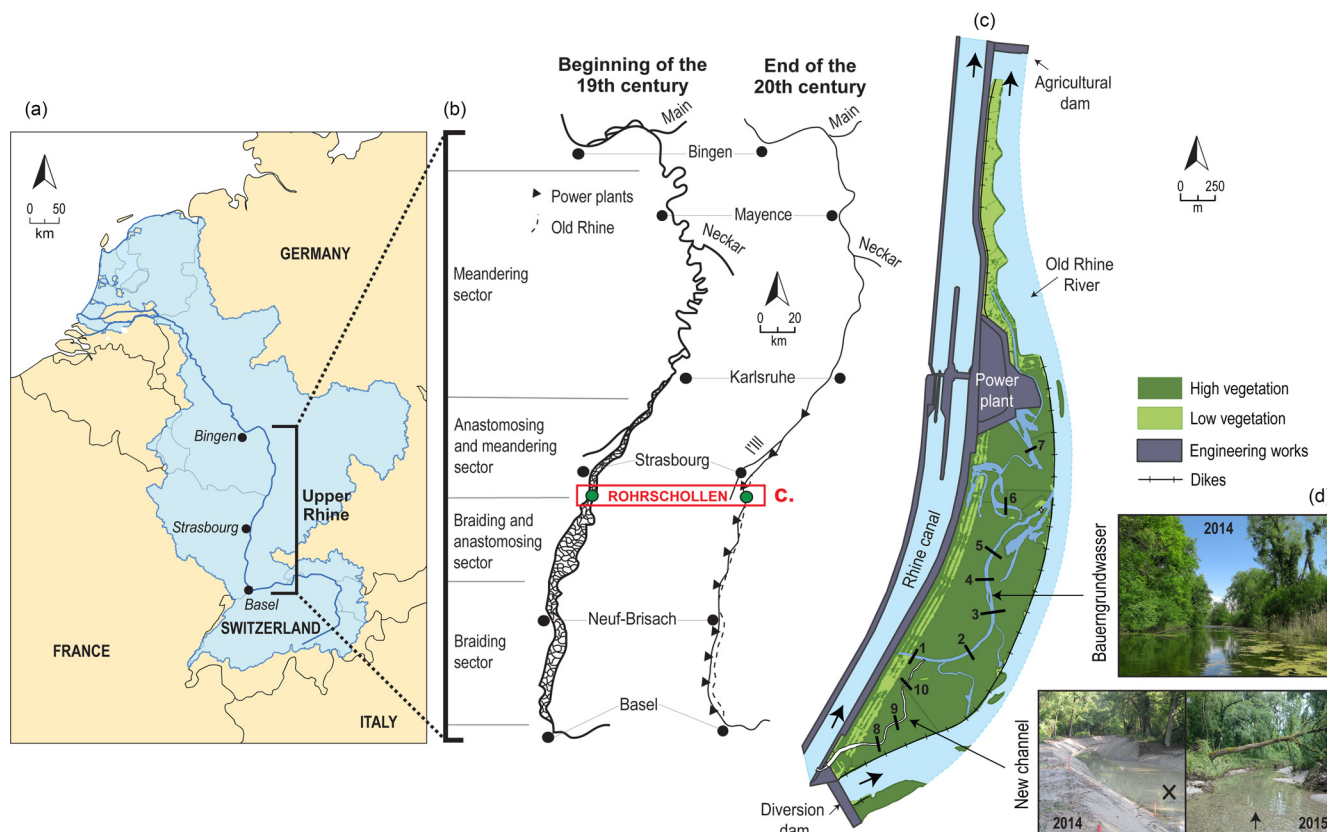 (a)
0 50
km
GERMANY
Bingen
Upper
Rhine
Strasbourg
Basel
SWITZERLAND
FRANCE
ITALY
(b)
Beginning of the
19th century
End of the
20th century
Main
Main
Bingen
Power plants
Old Rhine
Mayence
Neckar
Neckar
Meandering
sector
0 20
km
Karlsruhe
Anastomosing
and meandering
sector
l'Ill
Strasbourg
ROHRSCHOLLEN
C.
Braiding and
anastomosing
sector
Neuf-Brisach
Braiding
sector
Basel
(c)
Agricultural
dam
0 250
m
Old Rhine
River
Power
plant
Rhine canal
7
6
5
4
3
2
1
10
9
8
Diversion
dam
High vegetation
Low vegetation
Engineering works
Dikes
(d)
2014
Bauerngrundwasser
New channel
2014
X
2015